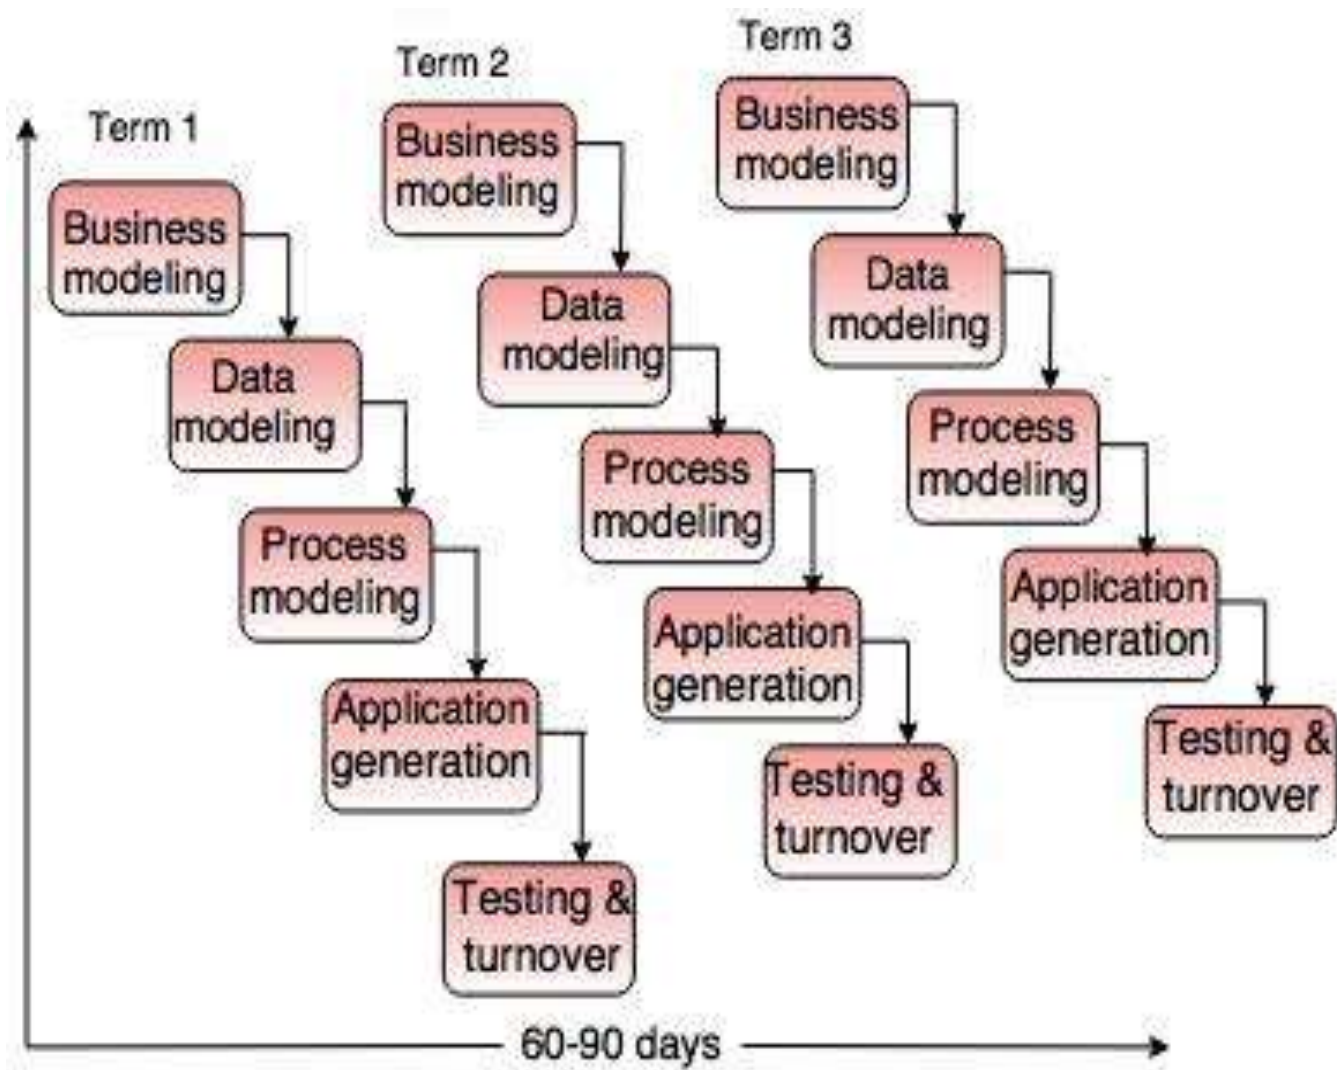 Term 1
Business
modeling
Data
modeling
Process
modeling
Application
generation
Testing &
turnover
Term 2
Business
modeling
Data
modeling
Process
modeling
Application
generation
Testing &
turnover
Term 3
Business
modeling
Data
modeling
Process
modeling
Application
generation
Testing &
turnover
60-90 days